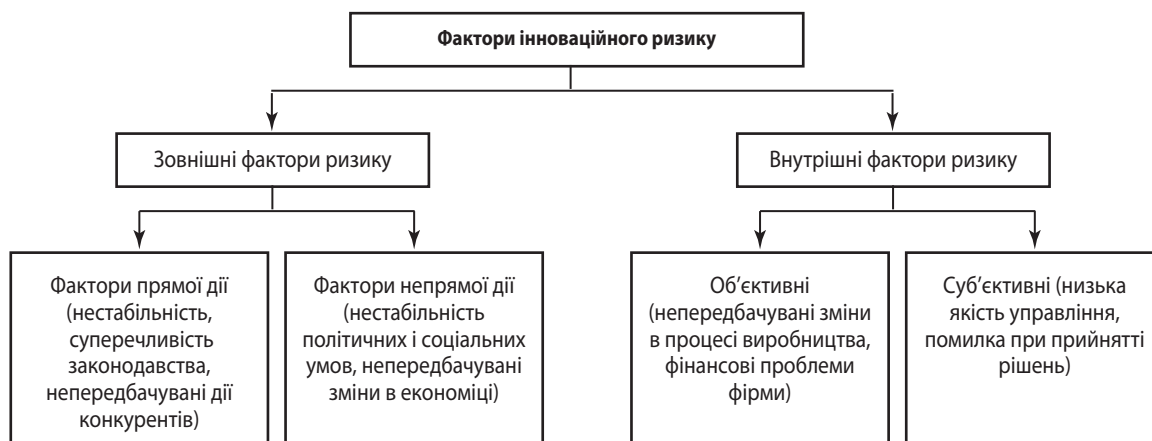 Фактори інноваційного ризику
Зовнішні фактори ризику
Внутрішні фактори ризику
Фактори прямої дії
(нестабільність,
суперечливість
законодавства,
непередбачувані дії
конкурентів)
Фактори непрямої дії
(нестабільність
політичних і соціальних
умов, непередбачувані
зміни в економіці)
Об’єктивні
(непередбачувані зміни
в процесі виробництва,
фінансові проблеми
фірми)
Суб’єктивні (низька
якість управління,
помилка при прийнятті
рішень)